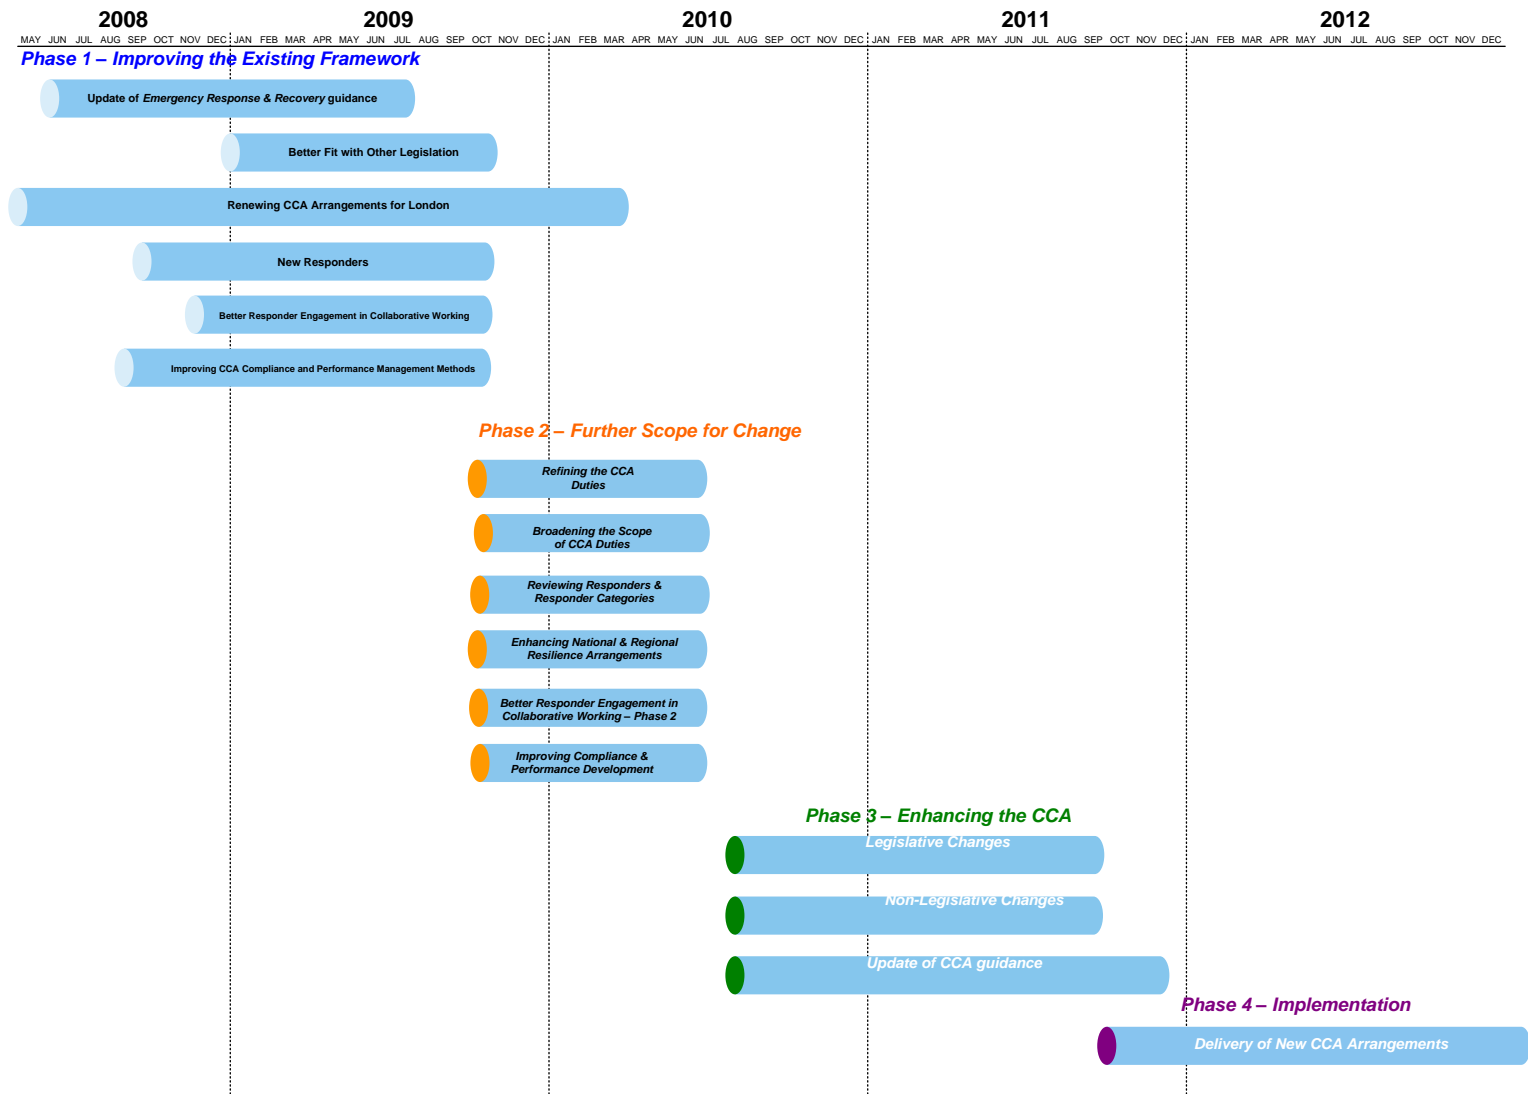 2008 2009 2010 2011 2012
MAY JUN JUL AUG SEP OCT NOV DEC JAN FEB MAR APR MAY JUN JUL AUG SEP OCT NOV DEC JAN FEB MAR APR MAY JUN JUL AUG SEP OCT NOV DEC JAN FEB MAR APR MAY JUN JUL AUG SEP OCT NOV DEC JAN FEB MAR APR MAY JUN JUL AUG SEP OCT NOV DEC
Phase 1 – Improving the Existing Framework
Update of Emergency Response & Recovery guidance
Better Fit with Other Legislation
Renewing CCA Arrangements for London
New Responders
Better Responder Engagement in Collaborative Working
Improving CCA Compliance and Performance Management Methods
Phase 2 – Further Scope for Change
Refining the CCA
Duties
Broadening the Scope
of CCA Duties
Reviewing Responders &
Responder Categories
Enhancing National & Regional
Resilience Arrangements
Better Responder Engagement in
Collaborative Working – Phase 2
Improving Compliance &
Performance Development
Phase 3 – Enhancing the CCA
Legislative Changes
Non-Legislative Changes
Update of CCA guidance
Phase 4 – Implementation
Delivery of New CCA Arrangements